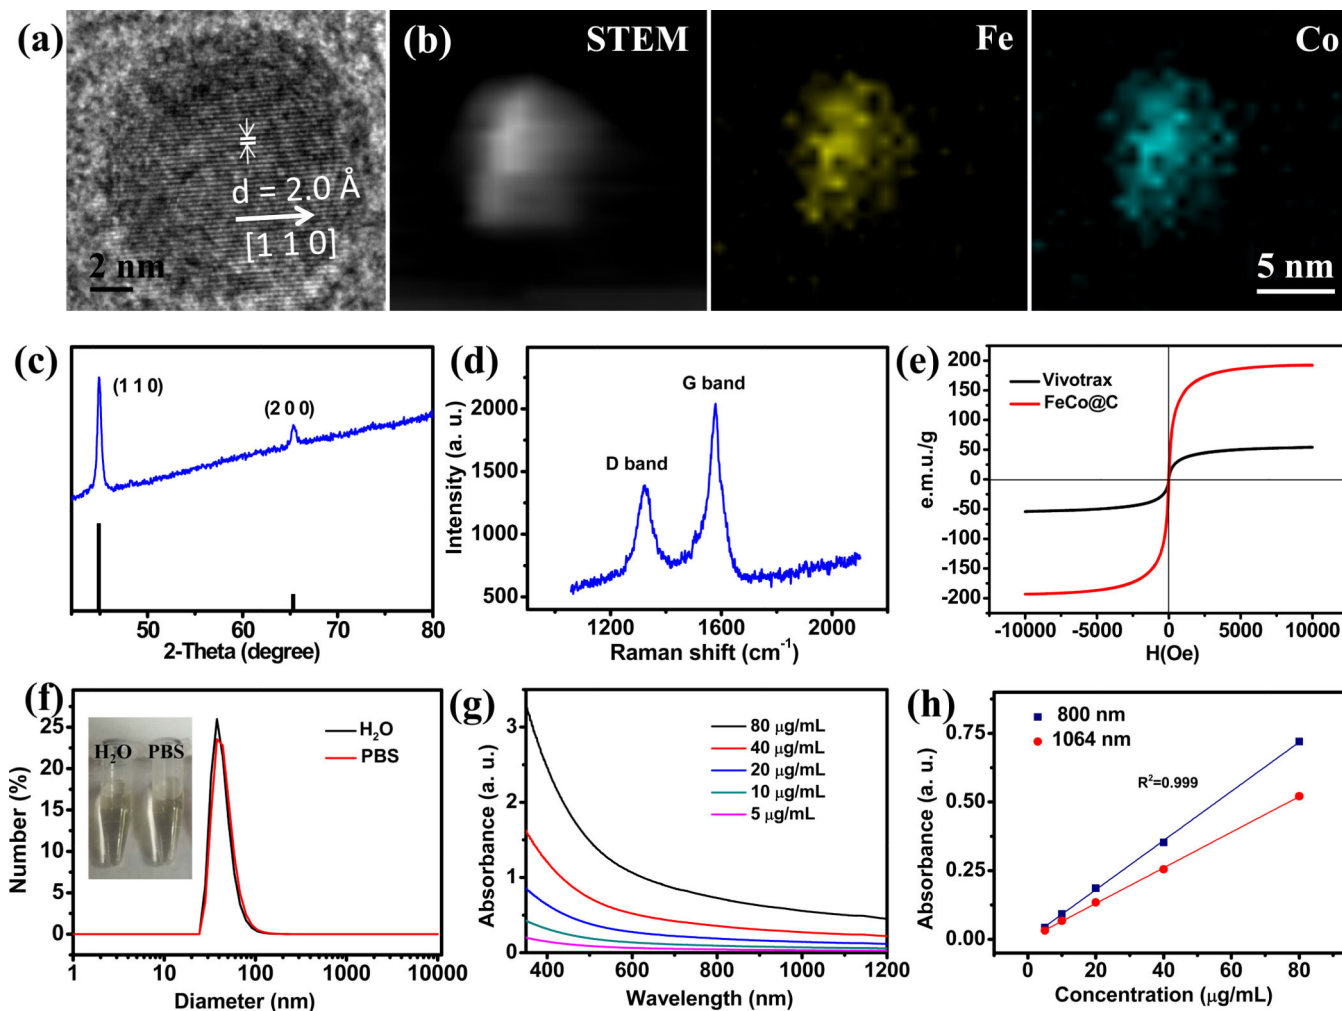 (a)
d = 2.0 Å
[1 1 0]
2 nm
(b)
STEM
Fe
Co
5 nm
(c)
(1 1 0)
(2 0 0)
50 60 70 80
2-Theta (degree)
(d)
G band
D band
Intensity (a. u.)
2000
1500
1000
500
1200 1600 2000
Raman shift (cm⁻¹)
(e)
Vivotrax
FeCo@C
e.m.u./g
200
150
100
50
0
-50
-100
-150
-200
-10000 -5000 0 5000 10000
H(Oe)
(f)
H₂O PBS
H₂O
PBS
Number (%)
25
20
15
10
5
0
1 10 100 1000 10000
Diameter (nm)
(g)
80 μg/mL
40 μg/mL
20 μg/mL
10 μg/mL
5 μg/mL
Absorbance (a. u.)
3
2
1
0
400 600 800 1000 1200
Wavelength (nm)
(h)
800 nm
1064 nm
R²=0.999
Absorbance (a. u.)
0.75
0.50
0.25
0.00
0 20 40 60 80
Concentration (μg/mL)